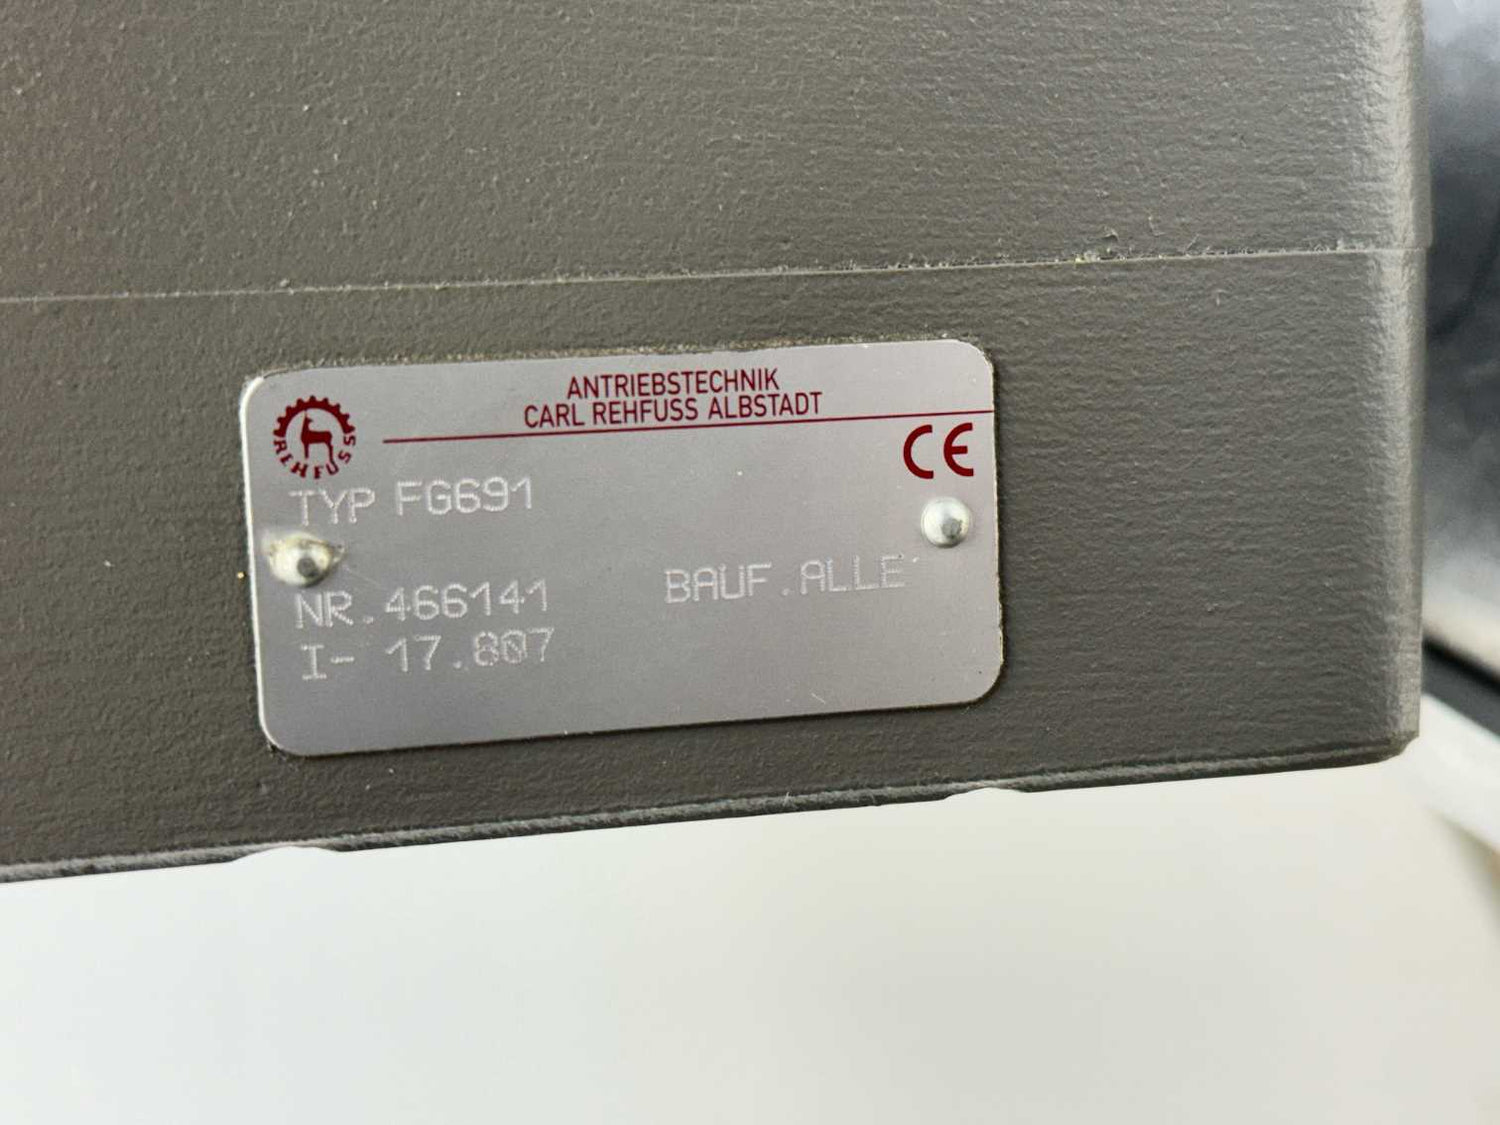 ANTRIEBSTECHNIK
CARL REHFUSS ALBSTADT
REHFUSS
CE
TYP FG691
NR.466141 BAUF.ALLE
I- 17.807